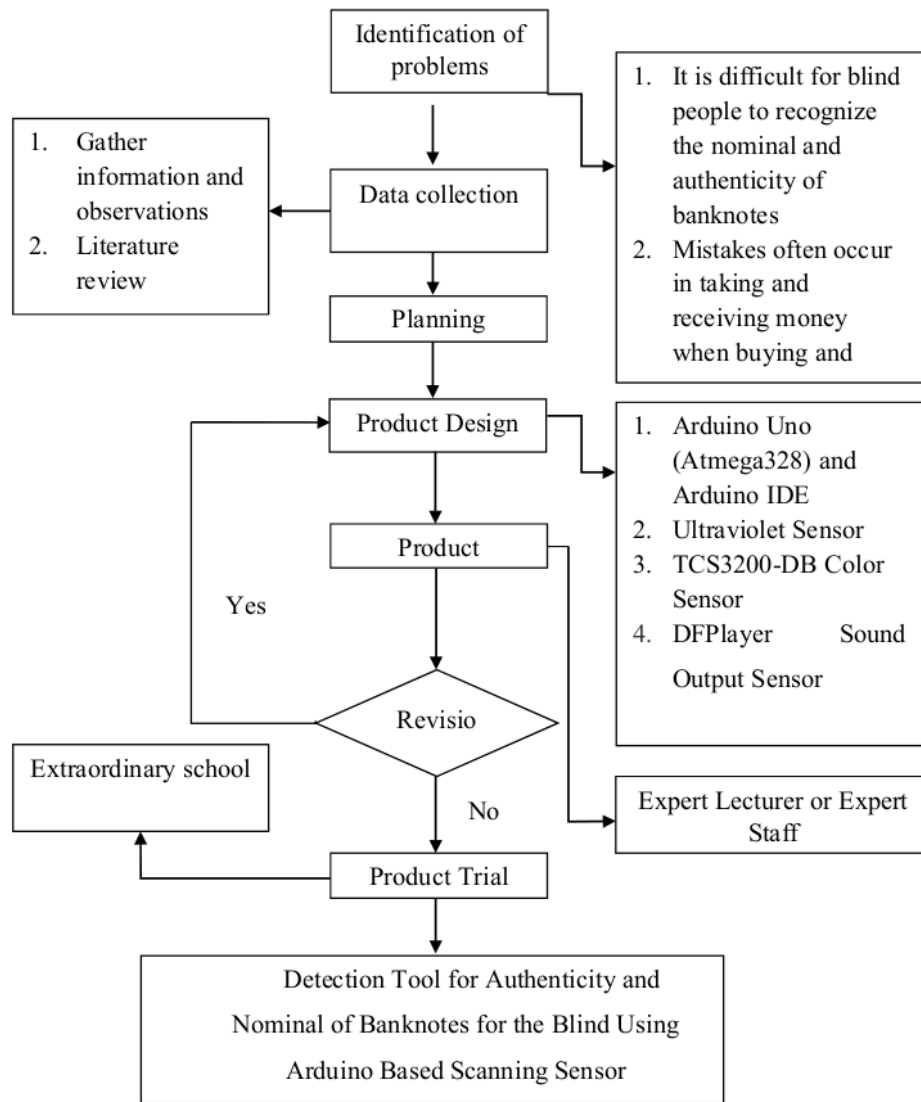 Identification of
problems
1. It is difficult for blind
people to recognize
the nominal and
authenticity of
banknotes
2. Mistakes often occur
in taking and
receiving money
when buying and
1. Gather
information and
observations
2. Literature
review
Data collection
Planning
Product Design
1. Arduino Uno
(Atmega328) and
Arduino IDE
2. Ultraviolet Sensor
3. TCS3200-DB Color
Sensor
4. DFPlayer Sound
Output Sensor
Product
Yes
Revisio
Extraordinary school
No
Expert Lecturer or Expert
Staff
Product Trial
Detection Tool for Authenticity and
Nominal of Banknotes for the Blind Using
Arduino Based Scanning Sensor